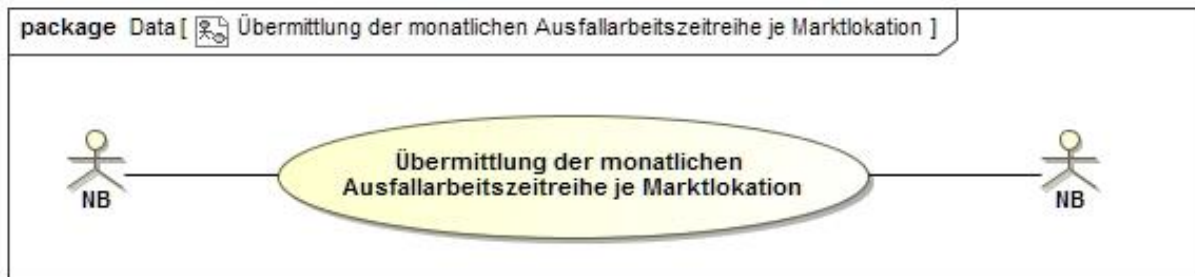 package Data [ Übermittlung der monatlichen Ausfallarbeitszeitreihe je Marktlokation ]
Übermittlung der monatlichen
Ausfallarbeitszeitreihe je Marktlokation
NB
NB